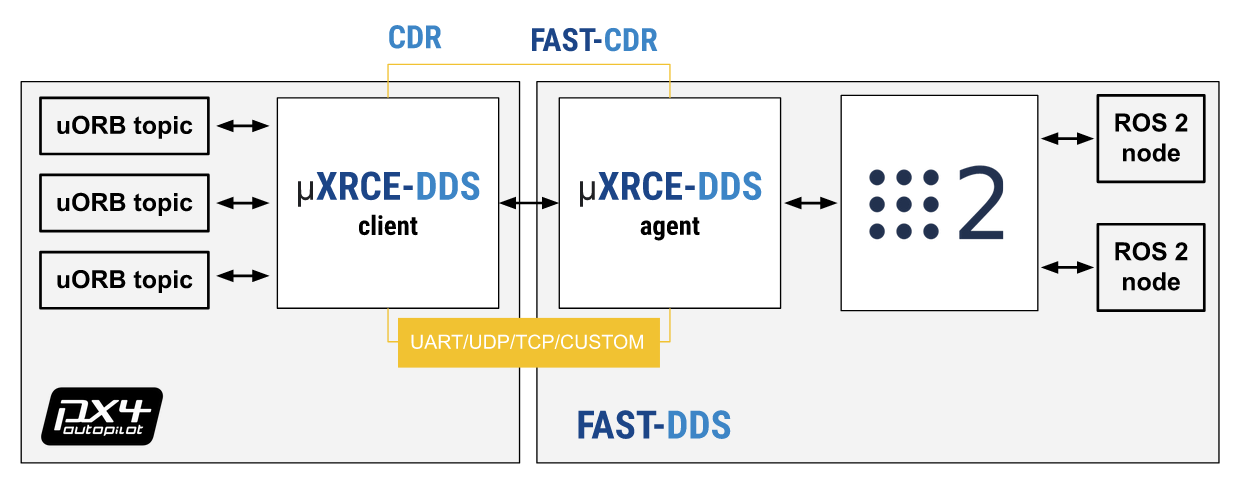 CDR
FAST-CDR
uORB topic
uORB topic
uORB topic
µXRCE-DDS
client
µXRCE-DDS
agent
2
ROS 2
node
ROS 2
node
UART/UDP/TCP/CUSTOM
px4
autopilot
FAST-DDS